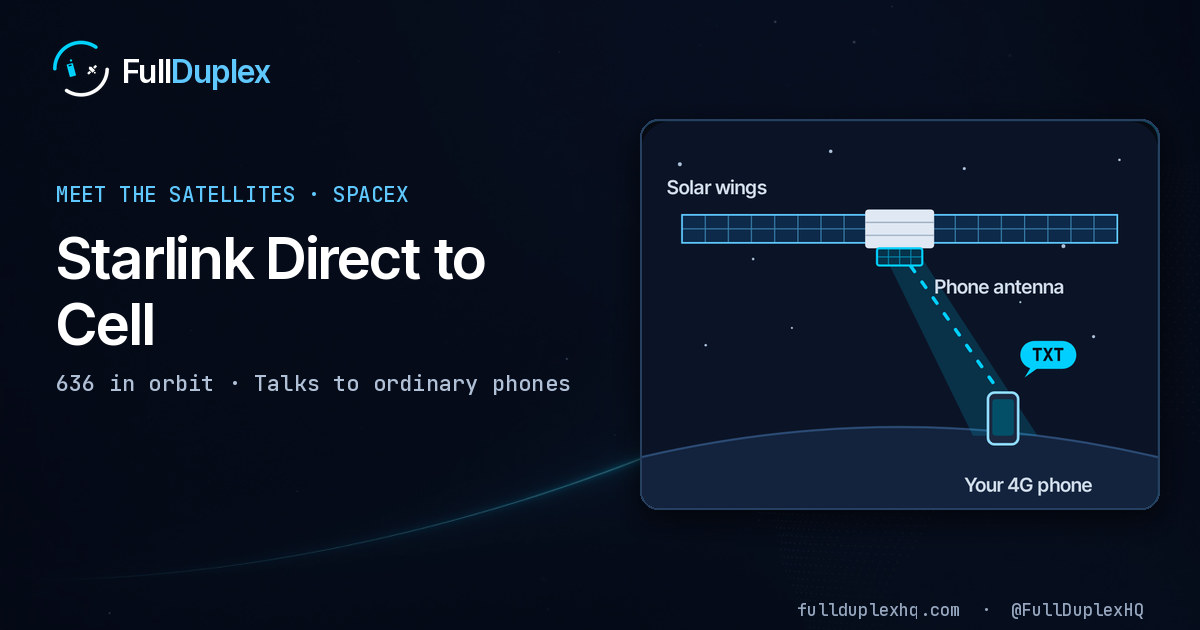 FullDuplex
MEET THE SATELLITES · SPACEX
Starlink Direct to
Cell
636 in orbit · Talks to ordinary phones
Solar wings
Phone antenna
TXT
Your 4G phone
fullduplexhq.com · @FullDuplexHQ